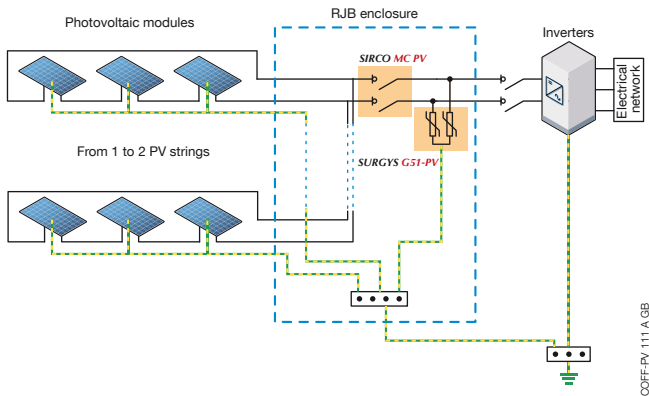 Photovoltaic modules
RJB enclosure
Inverters
SIRCO MC PV
Electrical
network
From 1 to 2 PV strings
SURGYS G51-PV
COFF-PV 111 A GB